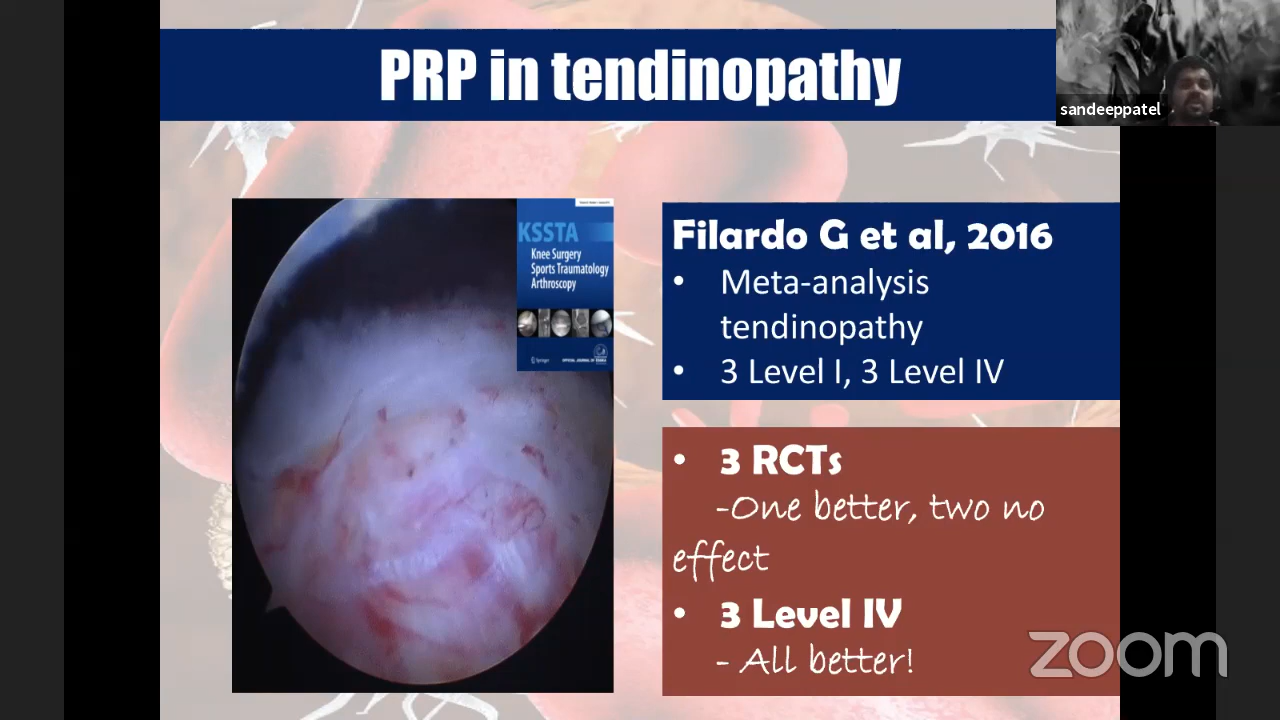 PRP in tendinopathy
sandeeppatel
KSSTA
Knee Surgery
Sports Traumatology
Arthroscopy
Springer
Filardo G et al, 2016
• Meta-analysis
tendinopathy
• 3 Level I, 3 Level IV
• 3 RCTs
-One better, two no
effect
• 3 Level IV
- All better!
zoom